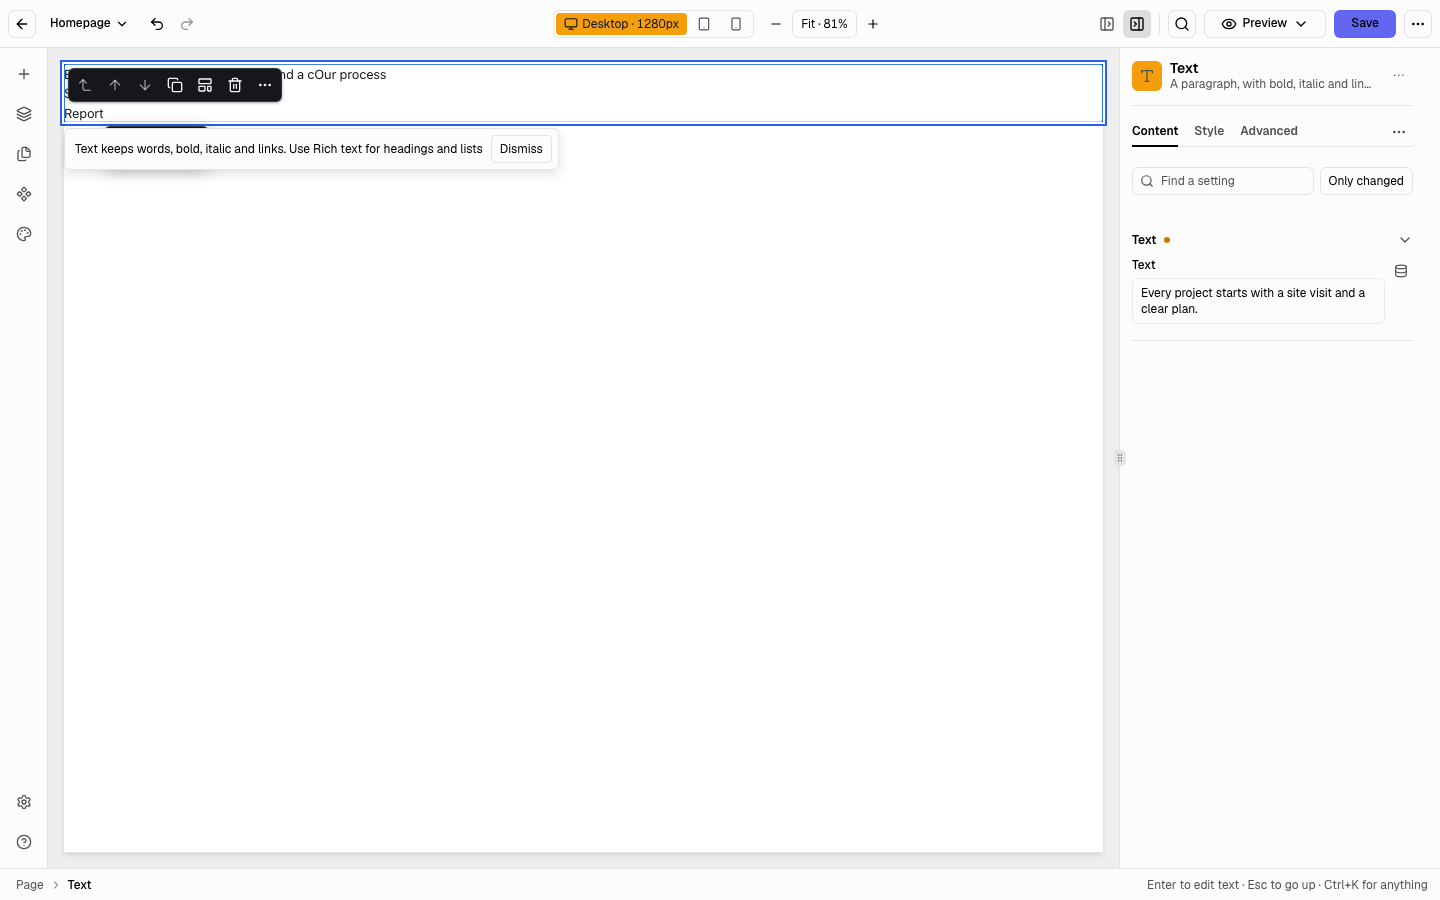 Homepage
Desktop · 1280px
Fit · 81%
Preview
Save
nd a cOur process
Report
Text keeps words, bold, italic and links. Use Rich text for headings and lists
Dismiss
Text
A paragraph, with bold, italic and lin...
Content
Style
Advanced
Find a setting
Only changed
Text
Text
Every project starts with a site visit and a
clear plan.
Page
Text
Enter to edit text · Esc to go up · Ctrl+K for anything